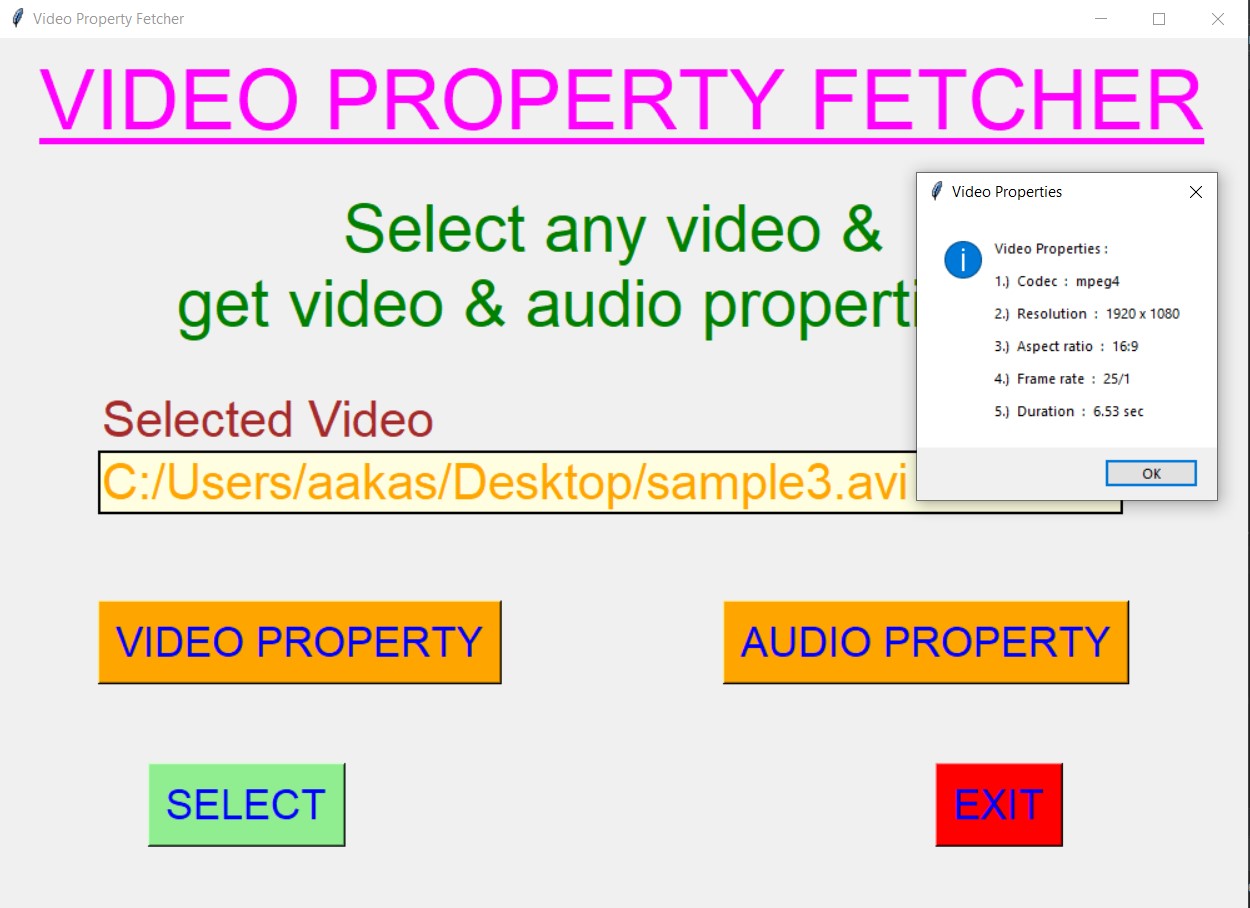 Video Property Fetcher
VIDEO PROPERTY FETCHER
Select any video &
get video & audio
Selected Video
C:/Users/aakas/Desktop/sample3.avi
Video Properties
Video Properties :
1.) Codec : mpeg4
2.) Resolution : 1920 x 1080
3.) Aspect ratio : 16:9
4.) Frame rate : 25/1
5.) Duration : 6.53 sec
OK
VIDEO PROPERTY
AUDIO PROPERTY
SELECT
EXIT